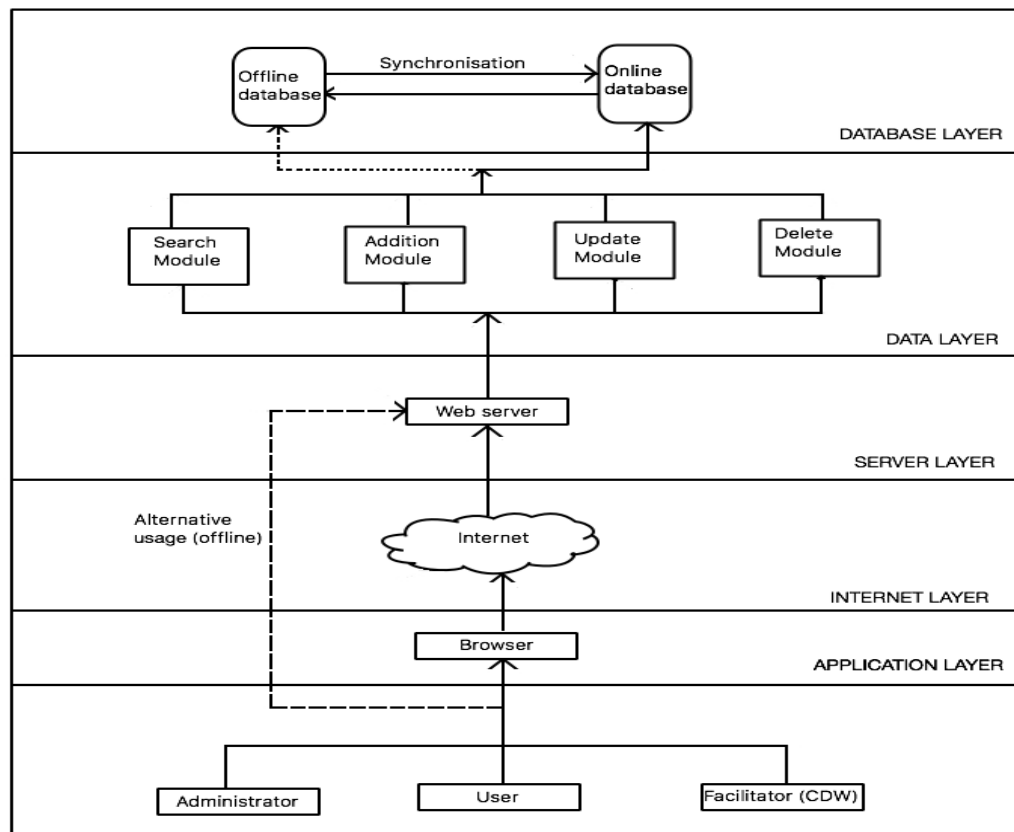 Synchronisation
Offline
database
Online
database
DATABASE LAYER
Search
Module
Addition
Module
Update
Module
Delete
Module
DATA LAYER
Web server
SERVER LAYER
Alternative
usage (offline)
Internet
INTERNET LAYER
Browser
APPLICATION LAYER
Administrator
User
Facilitator (CDW)